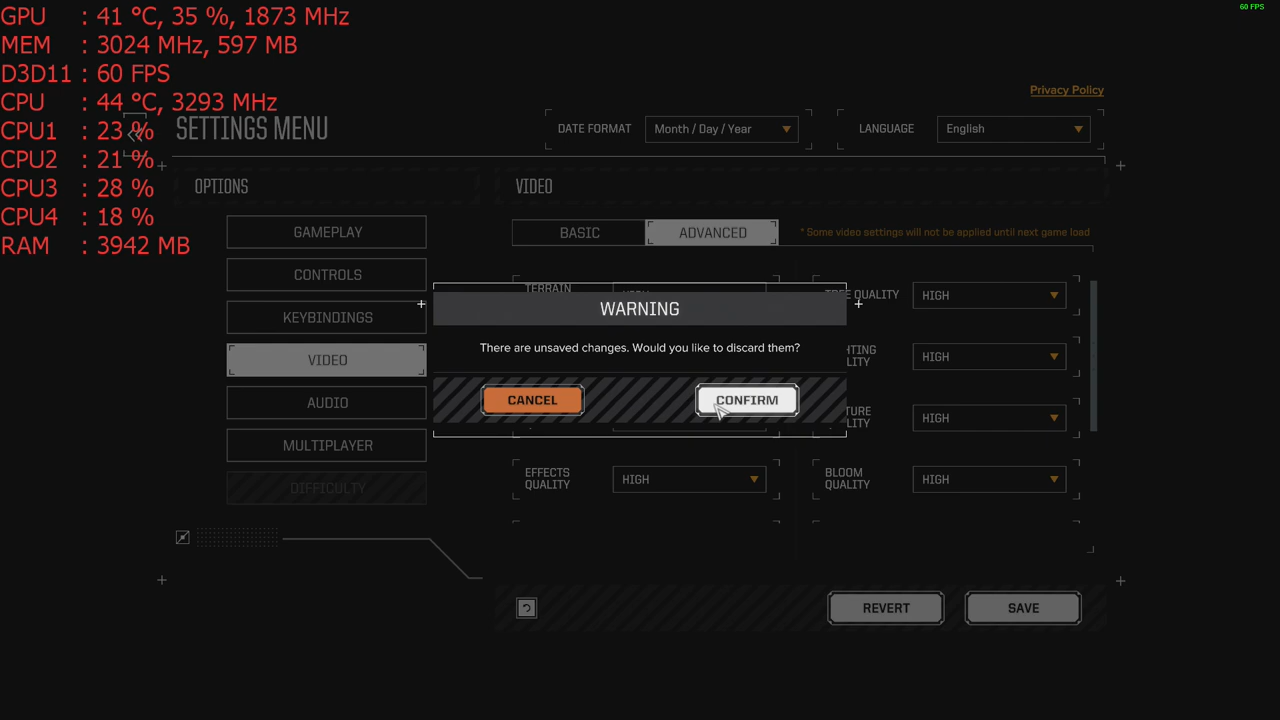 GPU : 41 °C, 35 %, 1873 MHz
60 FPS
MEM : 3024 MHz, 597 MB
D3D11 : 60 FPS
Privacy Policy
CPU : 44 °C, 3293 MHz
SETTINGS MENU
DATE FORMAT Month / Day / Year
LANGUAGE English
CPU1 : 23 %
CPU2 : 21 %
CPU3 : 28 %
CPU4 : 18 %
RAM : 3942 MB
OPTIONS
VIDEO
GAMEPLAY
CONTROLS
KEYBINDINGS
VIDEO
AUDIO
MULTIPLAYER
DIFFICULTY
BASIC
ADVANCED
* Some video settings will not be applied until next game load
TERRAIN
QUALITY HIGH
HIGH
HIGH
WARNING
There are unsaved changes. Would you like to discard them?
CANCEL
CONFIRM
EFFECTS
QUALITY
HIGH
BLOOM
QUALITY
HIGH
REVERT
SAVE